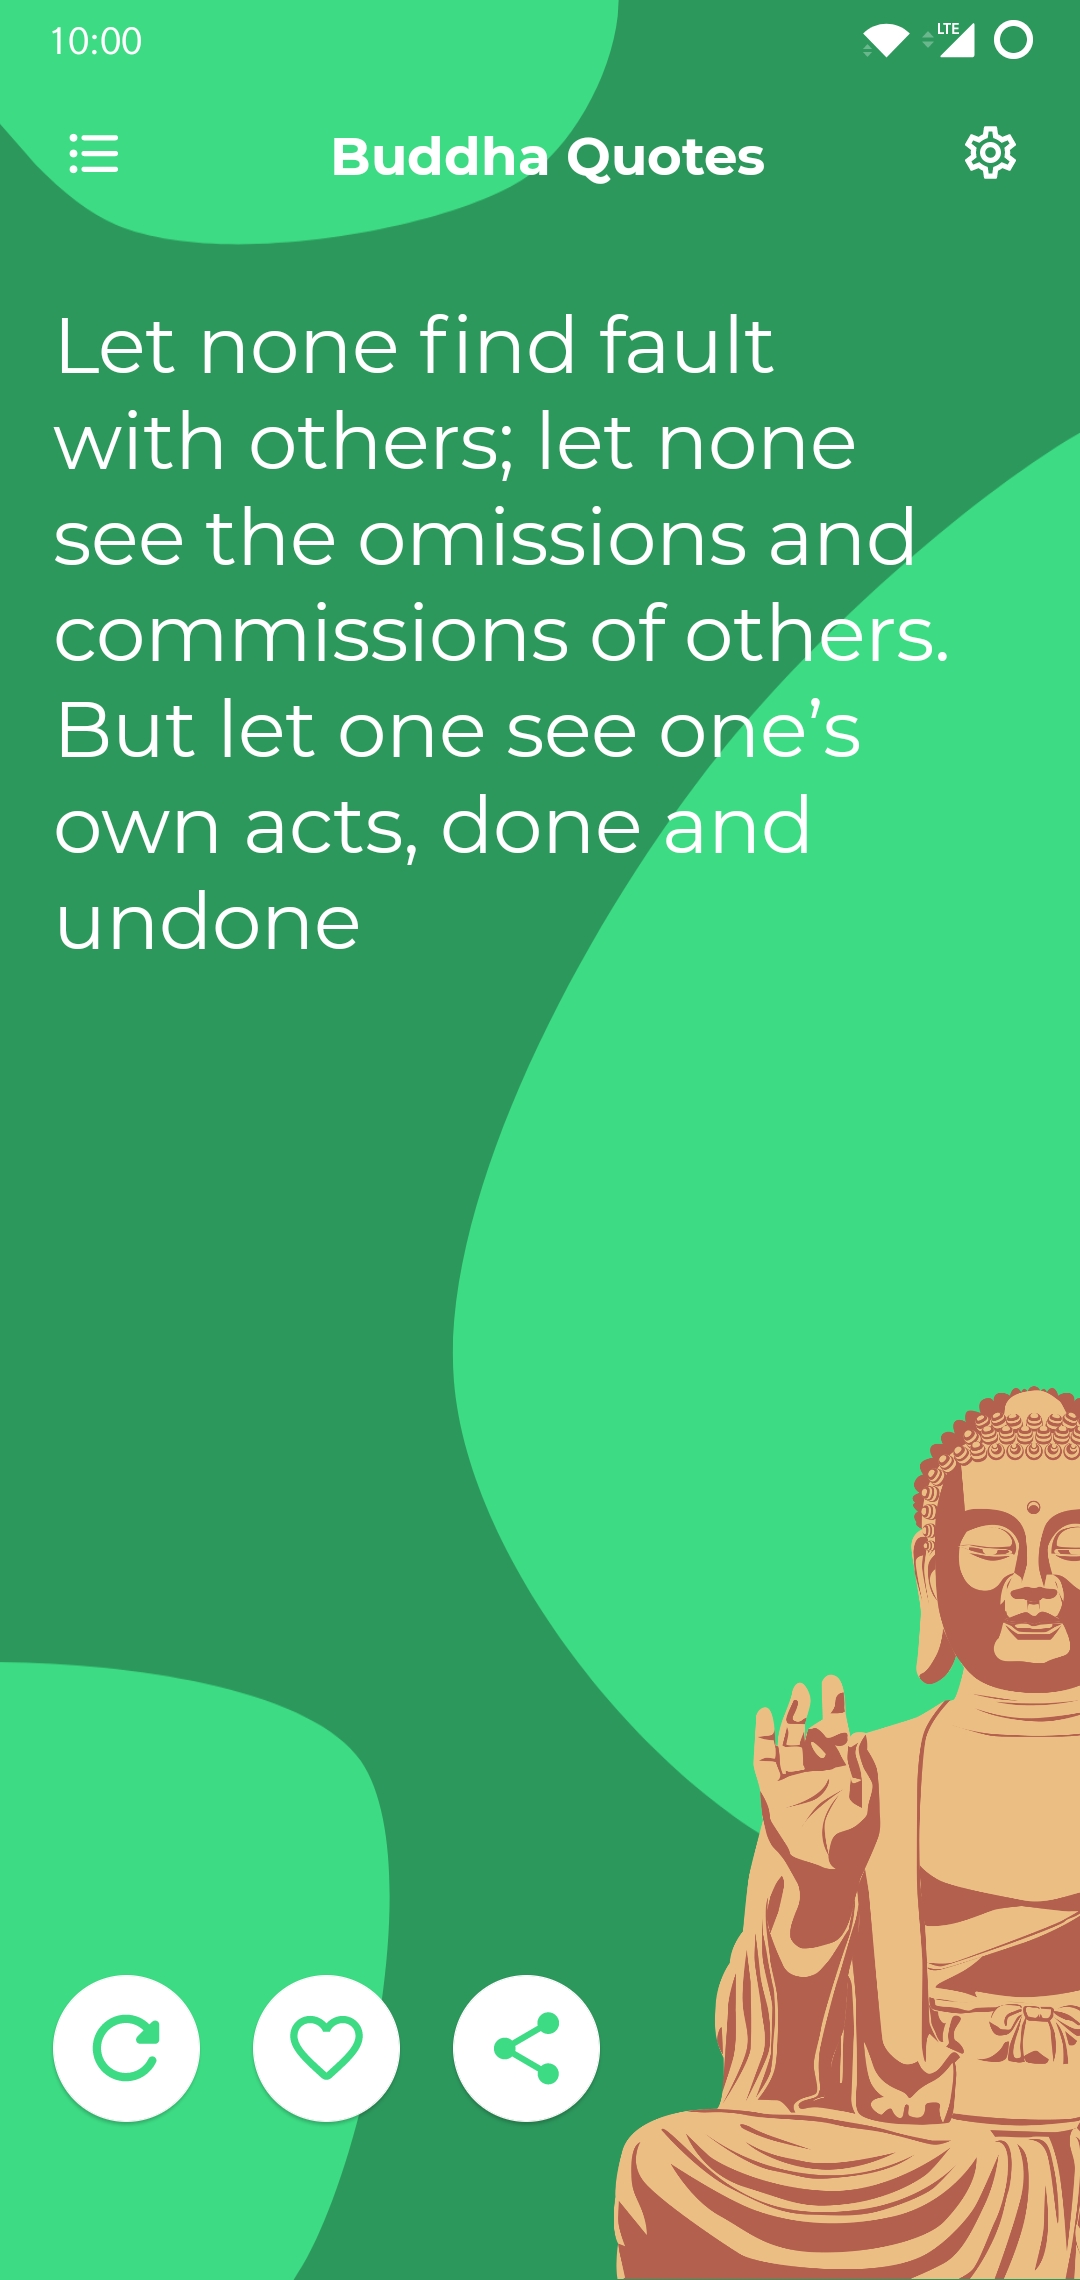 10:00
LTE
Buddha Quotes
Let none find fault
with others; let none
see the omissions and
commissions of others.
But let one see one’s
own acts, done and
undone